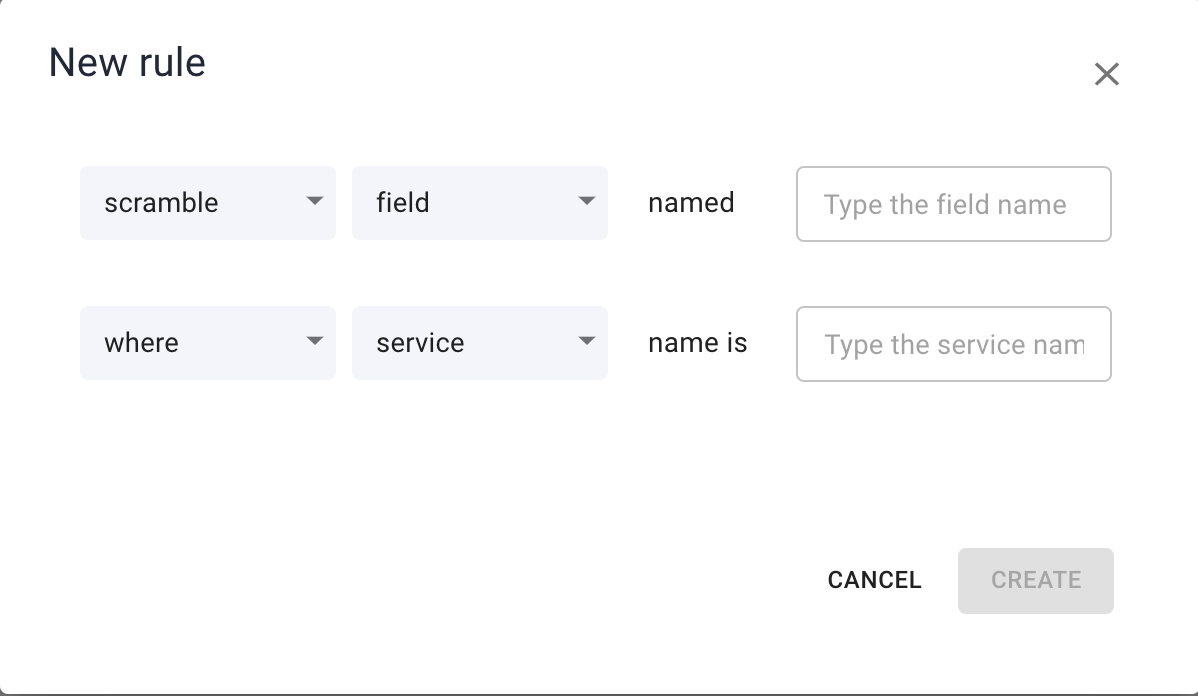 New rule
scramble field named Type the field name
where service name is Type the service nam
CANCEL CREATE